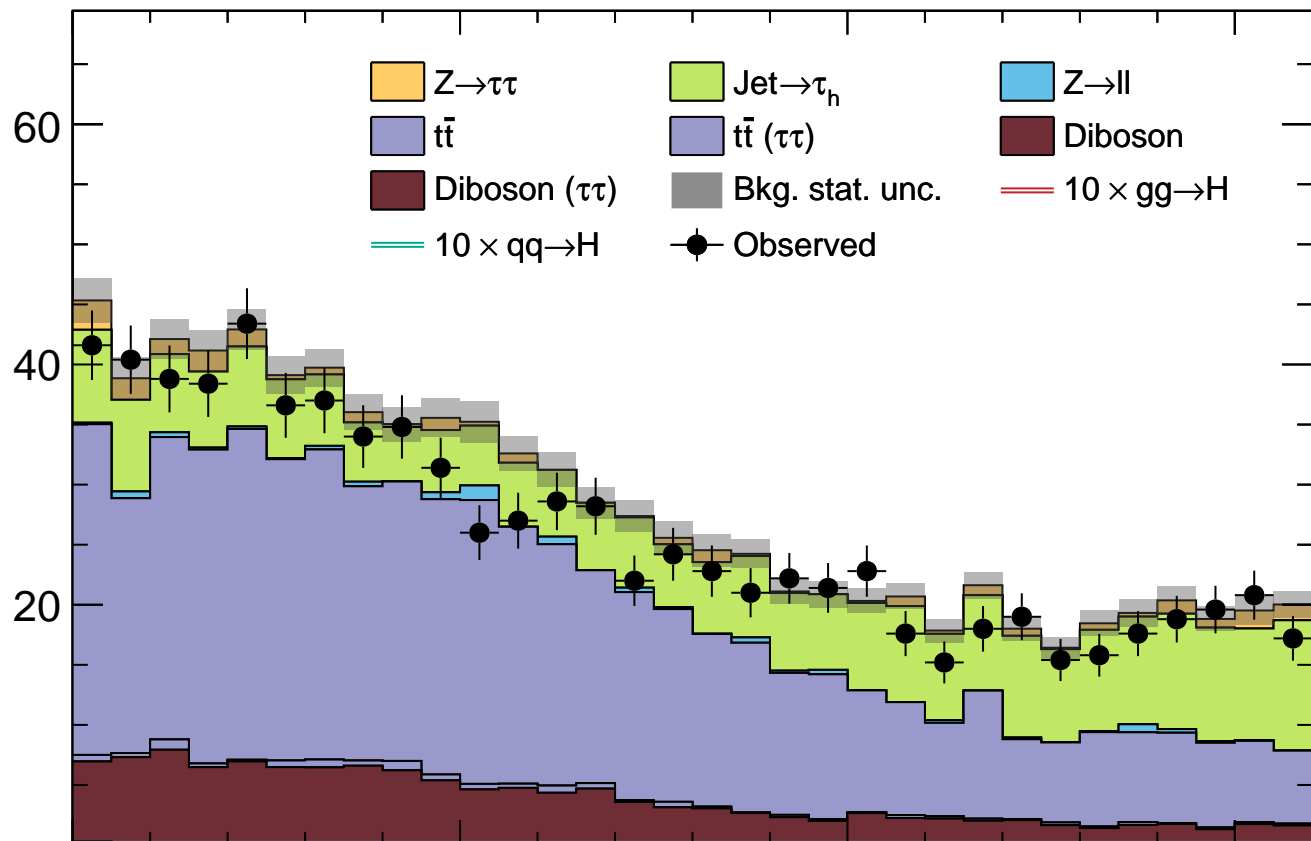 Z→ττ Jet→τh Z→ll
60
tt̄ tt̄ (ττ) Diboson
Diboson (ττ) Bkg. stat. unc. 10 × gg→H
10 × qq→H Observed
40
20